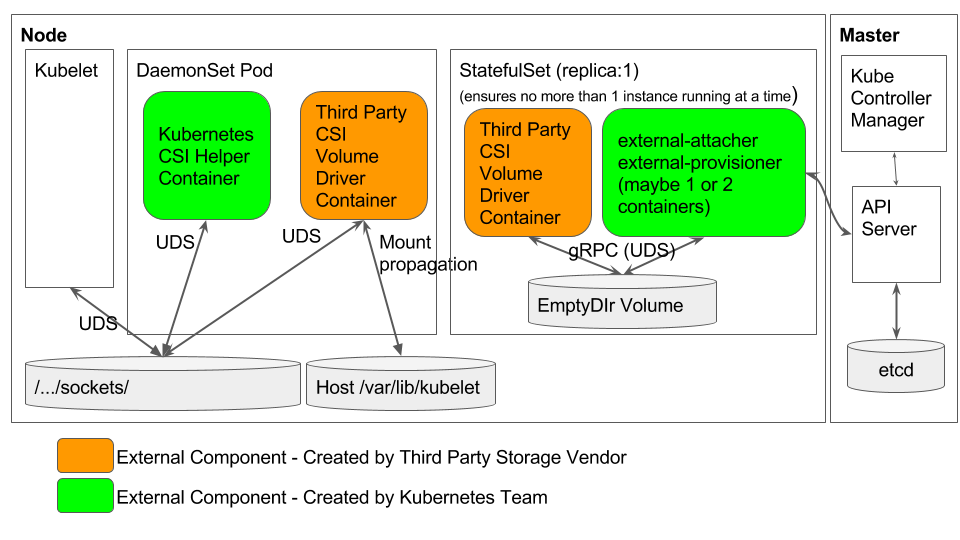 Node
Kubelet
UDS
DaemonSet Pod
Kubernetes
CSI Helper
Container
UDS
Third Party
CSI
Volume
Driver
Container
UDS
Mount
propagation
/.../sockets/
Host /var/lib/kubelet
StatefulSet (replica:1)
(ensures no more than 1 instance running at a time)
Third Party
CSI
Volume
Driver
Container
external-attacher
external-provisioner
(maybe 1 or 2
containers)
gRPC (UDS)
EmptyDIr Volume
Master
Kube
Controller
Manager
API
Server
etcd
External Component - Created by Third Party Storage Vendor
External Component - Created by Kubernetes Team